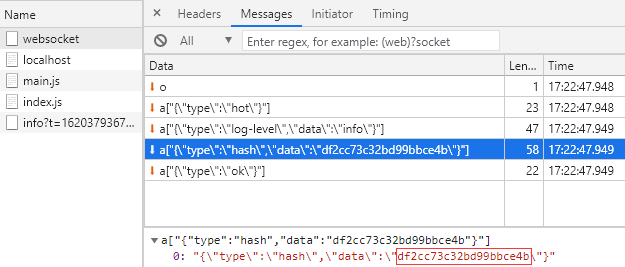 Name
websocket
localhost
main.js
index.js
info?t=1620379367...
Headers Messages Initiator Timing
All Enter regex, for example: (web)?socket
Data Len... Time
o 1 17:22:47.948
a["{\"type\":\"hot\"}"] 23 17:22:47.948
a["{\"type\":\"log-level\",\"data\":\"info\"}"] 47 17:22:47.949
a["{\"type\":\"hash\",\"data\":\"df2cc73c32bd99bbce4b\"}"] 58 17:22:47.949
a["{\"type\":\"ok\"}"] 22 17:22:47.949
a["{"type":"hash","data":"df2cc73c32bd99bbce4b"}"]
0: "{\"type\":\"hash\",\"data\":\"df2cc73c32bd99bbce4b\"}"